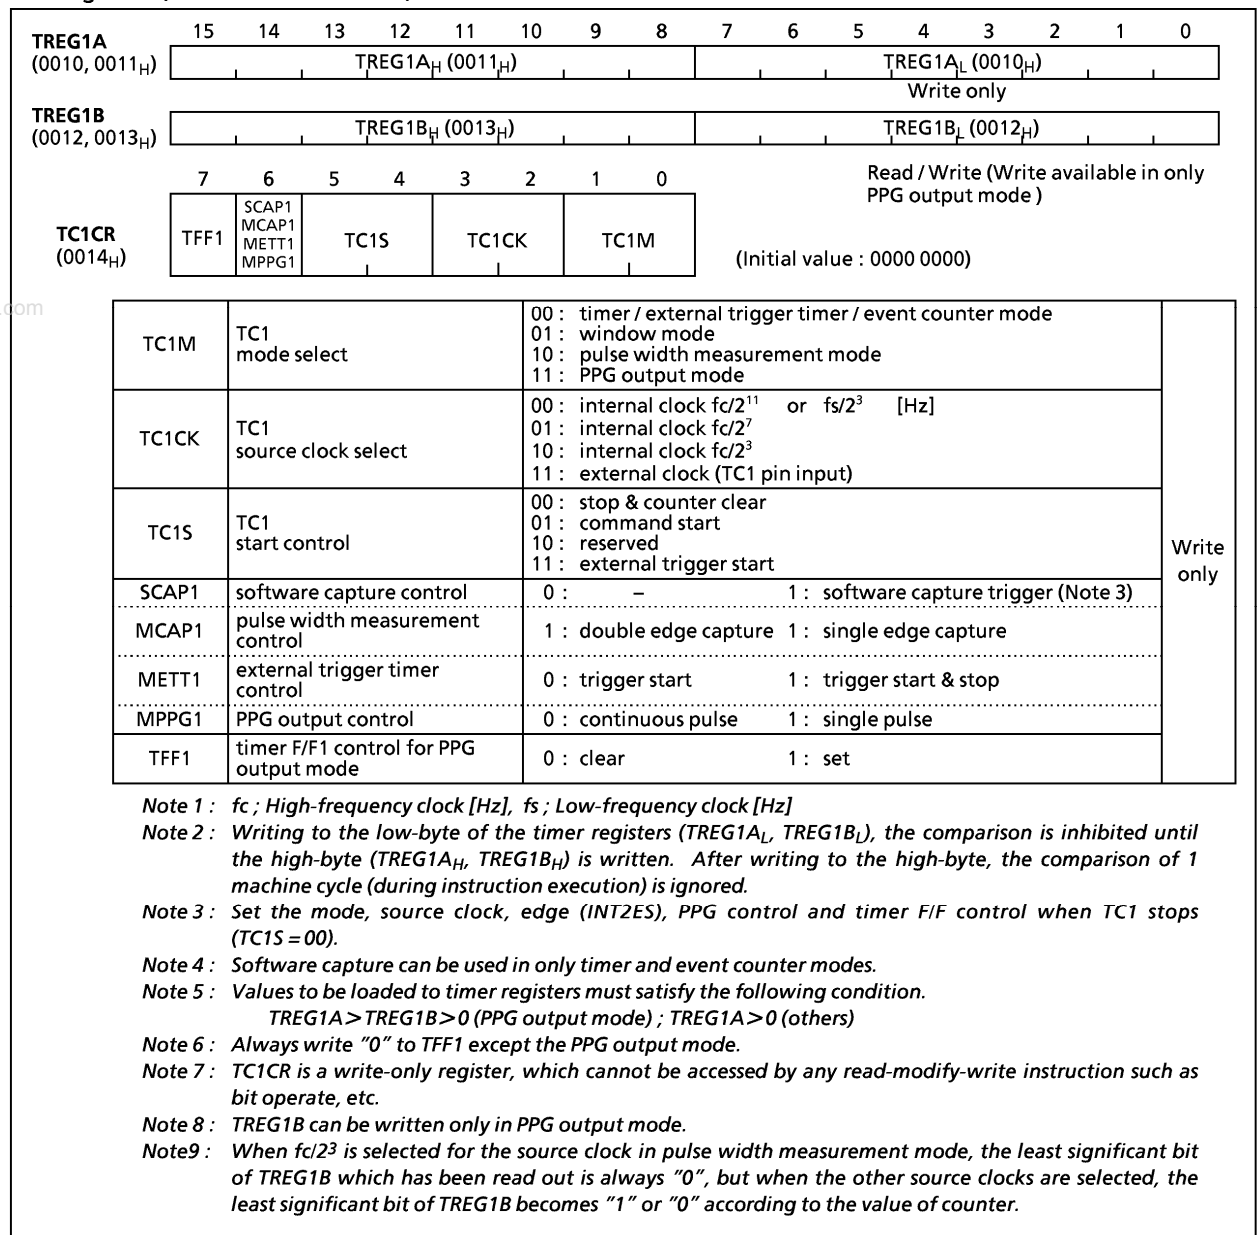 15 14 13 12 11 10 9 8 7 6 5 4 3 2 1 0
TREG1A
(0010, 0011H)
TREG1AH (0011H) TREG1AL (0010H)
Write only
TREG1B
(0012, 0013H)
TREG1BH (0013H) TREG1BL (0012H)
Read / Write (Write available in only
PPG output mode )
7 6 5 4 3 2 1 0
TC1CR
(0014H)
TFF1
SCAP1
MCAP1
METT1
MPPG1
TC1S TC1CK TC1M
(Initial value : 0000 0000)
.com
TC1M
TC1
mode select
00 : timer / external trigger timer / event counter mode
01 : window mode
10 : pulse width measurement mode
11 : PPG output mode
TC1CK
TC1
source clock select
00 : internal clock fc/2¹¹ or fs/2³ [Hz]
01 : internal clock fc/2⁷
10 : internal clock fc/2³
11 : external clock (TC1 pin input)
TC1S
TC1
start control
00 : stop & counter clear
01 : command start
10 : reserved
11 : external trigger start
Write
only
SCAP1 software capture control 0 : – 1 : software capture trigger (Note 3)
MCAP1
pulse width measurement
control
1 : double edge capture 1 : single edge capture
METT1
external trigger timer
control
0 : trigger start 1 : trigger start & stop
MPPG1 PPG output control 0 : continuous pulse 1 : single pulse
TFF1
timer F/F1 control for PPG
output mode
0 : clear 1 : set
Note 1 : fc ; High-frequency clock [Hz], fs ; Low-frequency clock [Hz]
Note 2 : Writing to the low-byte of the timer registers (TREG1AL, TREG1BL), the comparison is inhibited until
the high-byte (TREG1AH, TREG1BH) is written. After writing to the high-byte, the comparison of 1
machine cycle (during instruction execution) is ignored.
Note 3 : Set the mode, source clock, edge (INT2ES), PPG control and timer F/F control when TC1 stops
(TC1S = 00).
Note 4 : Software capture can be used in only timer and event counter modes.
Note 5 : Values to be loaded to timer registers must satisfy the following condition.
TREG1A>TREG1B>0 (PPG output mode) ; TREG1A>0 (others)
Note 6 : Always write "0" to TFF1 except the PPG output mode.
Note 7 : TC1CR is a write-only register, which cannot be accessed by any read-modify-write instruction such as
bit operate, etc.
Note 8 : TREG1B can be written only in PPG output mode.
Note9 : When fc/2³ is selected for the source clock in pulse width measurement mode, the least significant bit
of TREG1B which has been read out is always "0", but when the other source clocks are selected, the
least significant bit of TREG1B becomes "1" or "0" according to the value of counter.